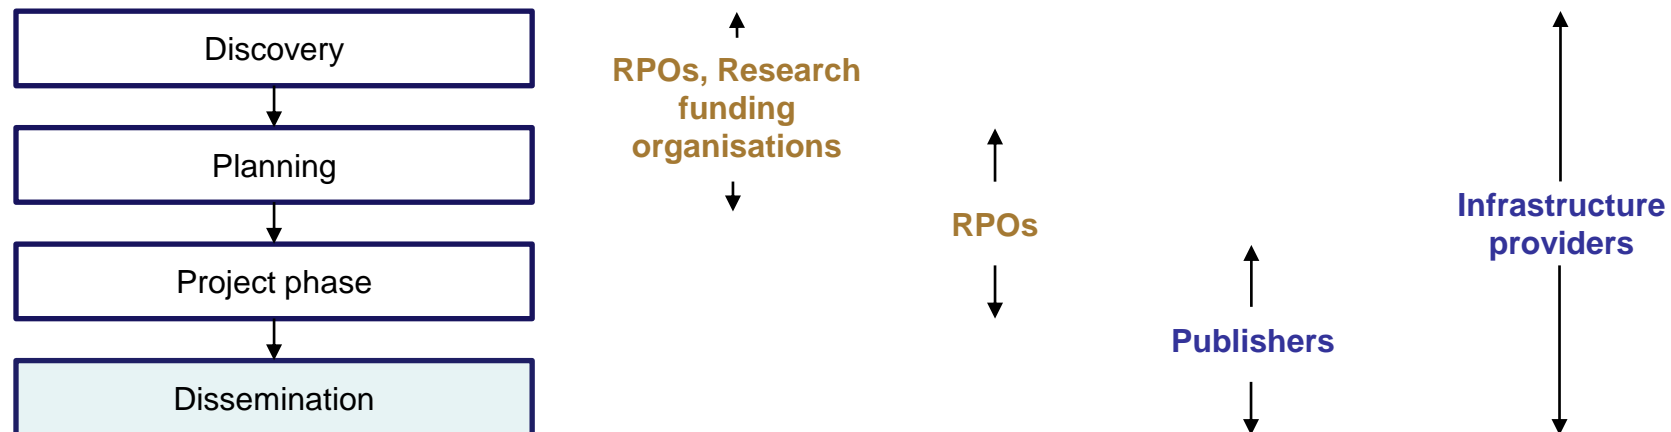 Discovery
Planning
Project phase
Dissemination
RPOs, Research
funding
organisations
RPOs
Publishers
Infrastructure
providers